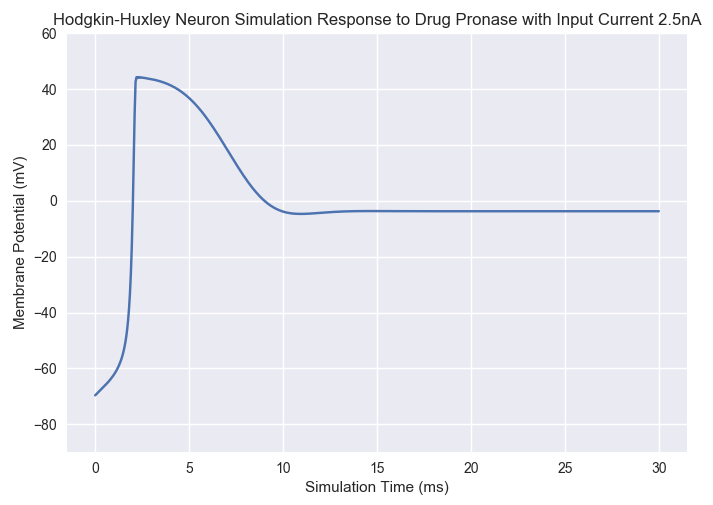 Hodgkin-Huxley Neuron Simulation Response to Drug Pronase with Input Current 2.5nA
60
40
20
0
−20
−40
−60
−80
Membrane Potential (mV)
0 5 10 15 20 25 30
Simulation Time (ms)